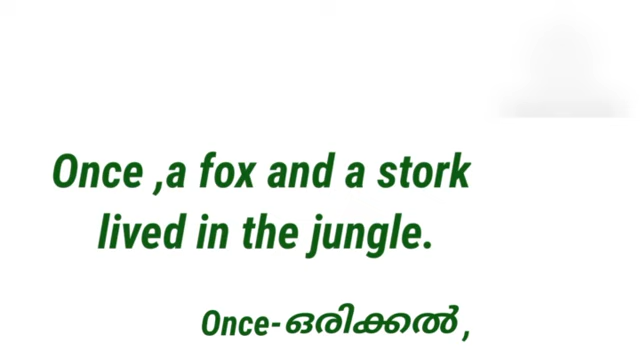 Once ,a fox and a stork
lived in the jungle.
Once-ഒരിക്കൽ,